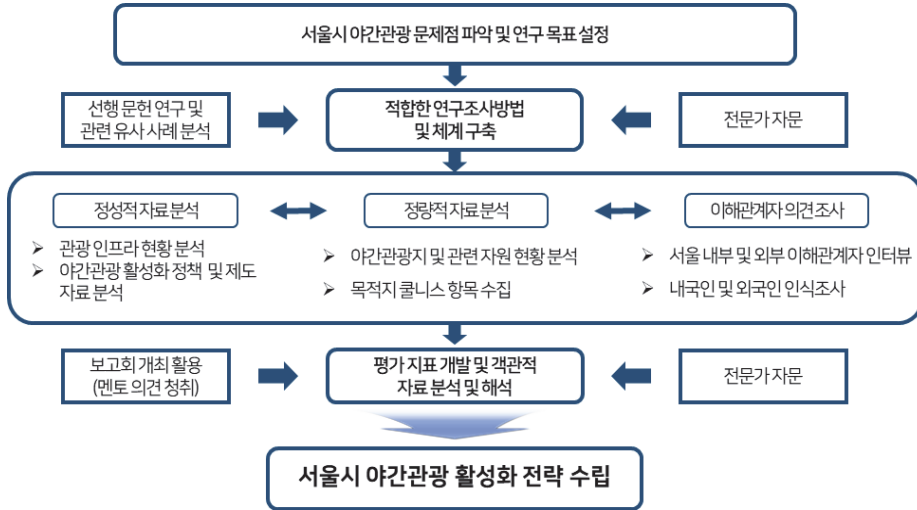 서울시 야간관광 문제점 파악 및 연구 목표 설정
선행 문헌 연구 및
관련 유사 사례 분석
적합한 연구조사방법
및 체계 구축
전문가 자문
정성적 자료 분석
정량적 자료 분석
이해관계자 의견 조사
관광 인프라 현황 분석
야간관광 활성화 정책 및 제도
자료 분석
야간관광지 및 관련 자원 현황 분석
목적지 쿨니스 항목 수집
서울 내부 및 외부 이해관계자 인터뷰
내국인 및 외국인 인식조사
보고회 개최 활용
(멘토 의견 청취)
평가 지표 개발 및 객관적
자료 분석 및 해석
전문가 자문
서울시 야간관광 활성화 전략 수립